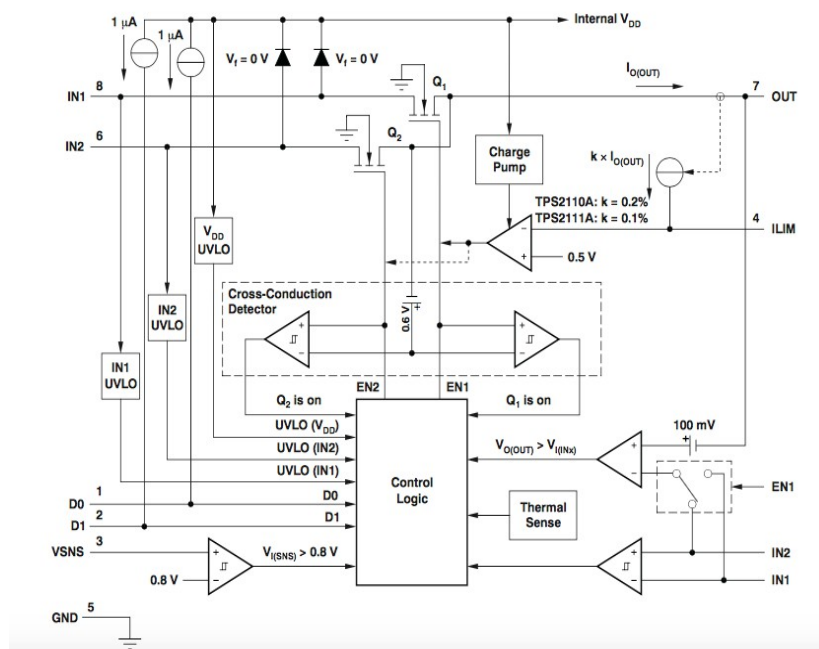 1 μA
1 μA
Internal VDD
Vf = 0 V
Vf = 0 V
IO(OUT)
Q1
IN1 8
7 OUT
Q2
IN2 6
Charge Pump
k x IO(OUT)
TPS2110A: k = 0.2%
TPS2111A: k = 0.1%
4 ILIM
VDD UVLO
−
+
0.5 V
Cross-Conduction Detector
IN2 UVLO
0.6 V
+
+
−
+
−
IN1 UVLO
EN2
EN1
Q2 is on
Q1 is on
UVLO (VDD)
100 mV
+
UVLO (IN2)
VO(OUT) > VI(INx)
+
−
UVLO (IN1)
Control Logic
EN1
D0 1
D0
D1 2
D1
Thermal Sense
VSNS 3
+
VI(SNS) > 0.8 V
+
IN2
0.8 V
−
−
IN1
GND 5